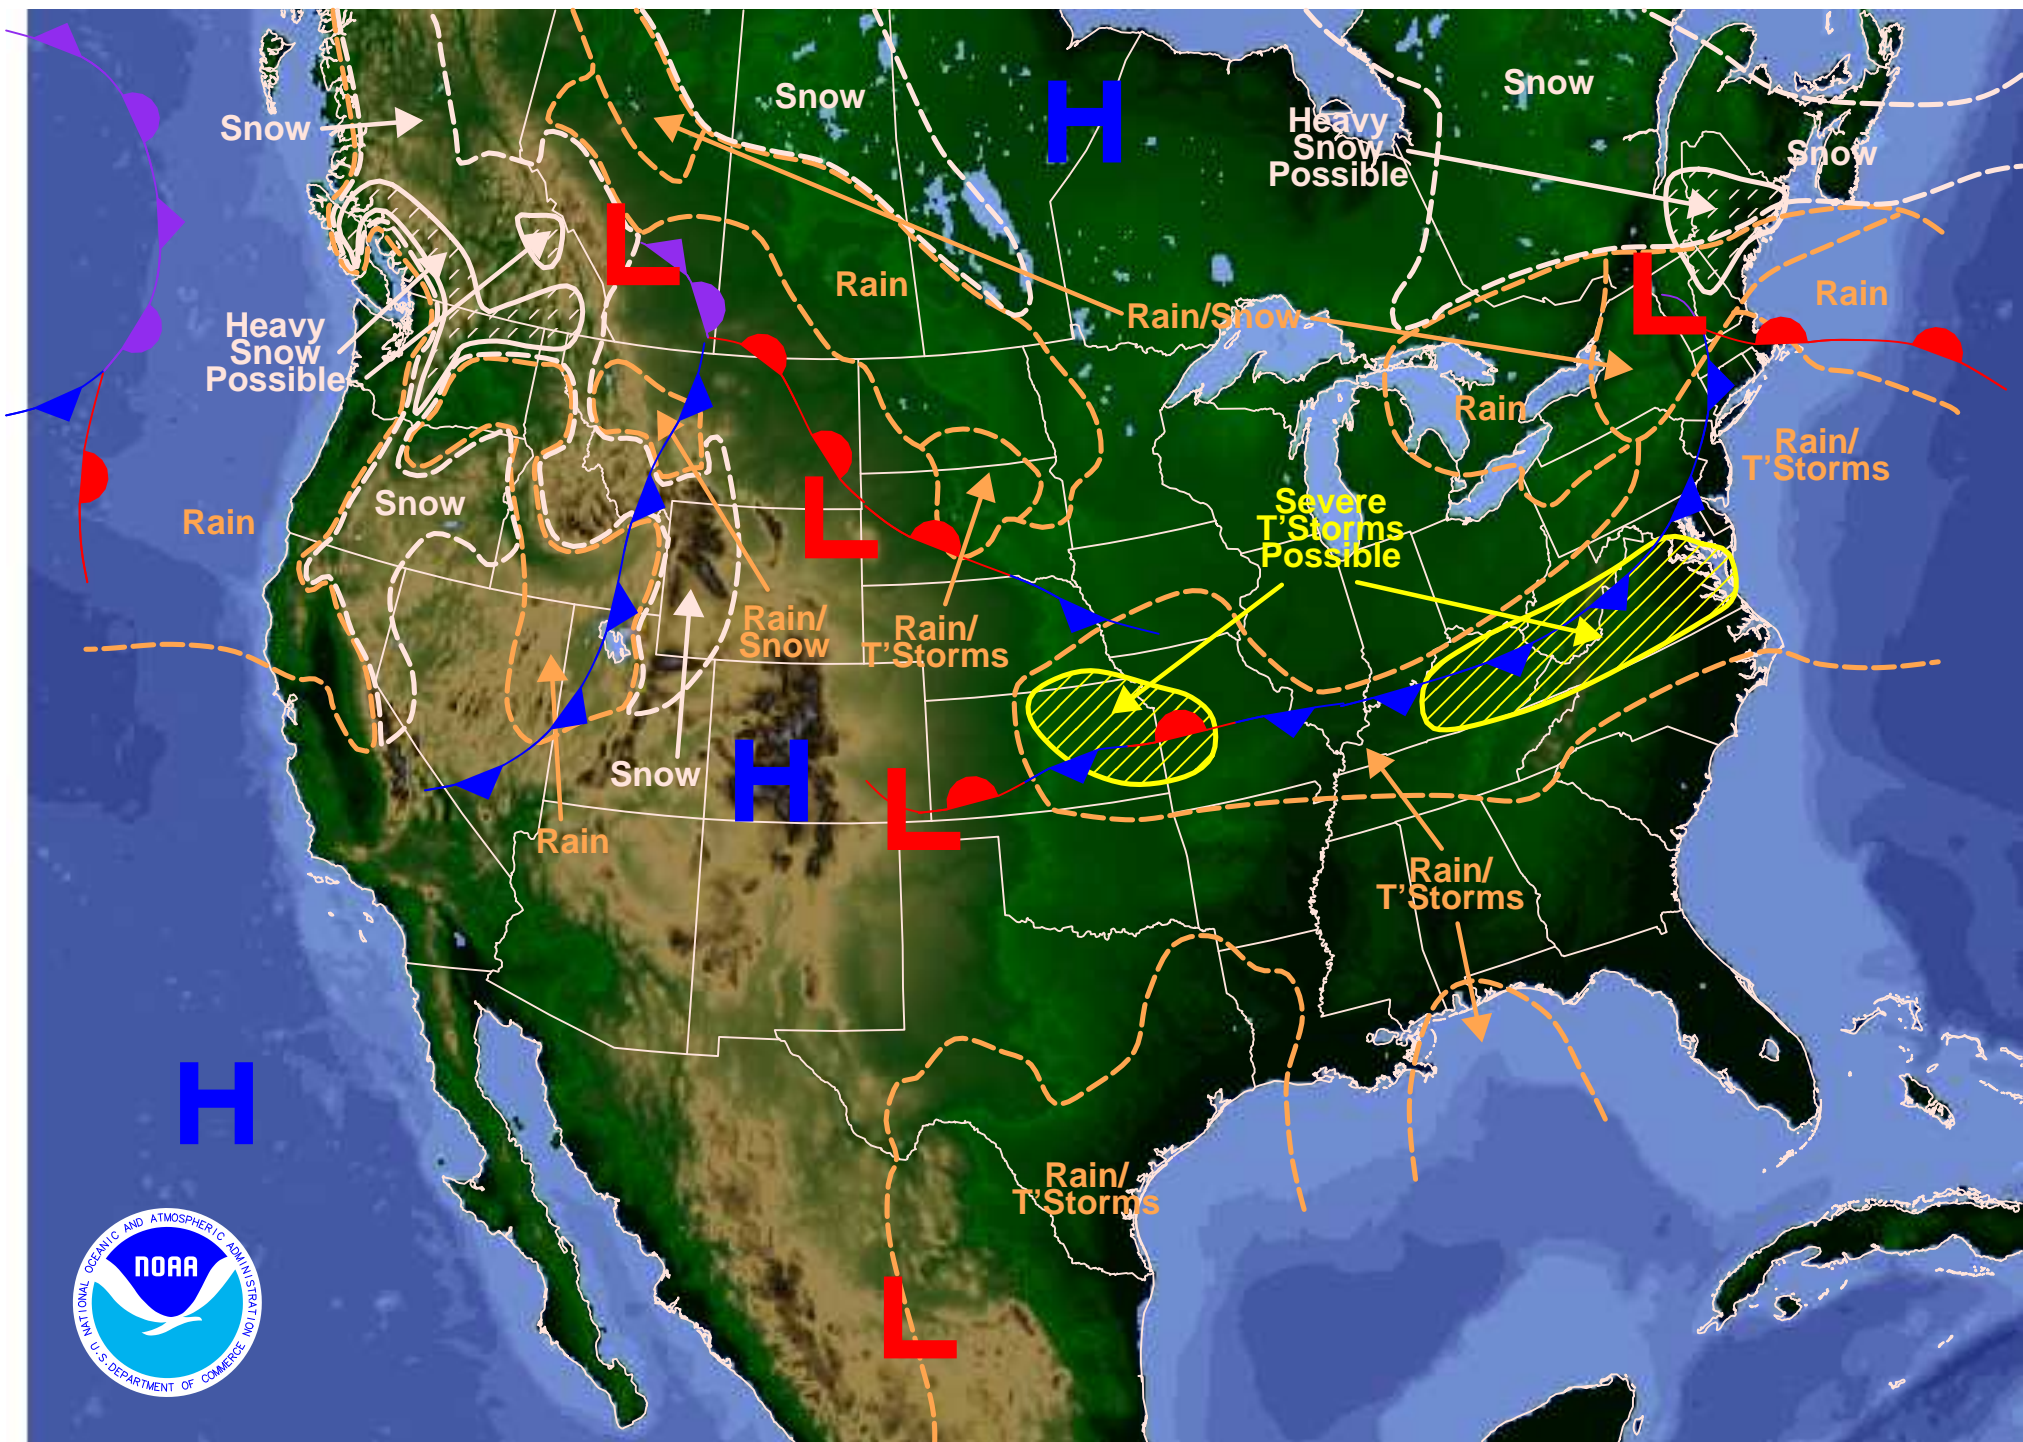 Snow
Snow
Snow
H
Heavy
Snow
Possible
Snow
L
Rain
L
Rain
Heavy
Snow
Possible
Rain/Snow
Rain
Rain/
T'Storms
Snow
Rain
L
Severe
T'Storms
Possible
Rain/
Snow
Rain/
T'Storms
Snow
H
L
Rain
Rain/
T'Storms
H
Rain/
T'Storms
L
NATIONAL OCEANIC AND ATMOSPHERIC ADMINISTRATION
NOAA
U.S. DEPARTMENT OF COMMERCE